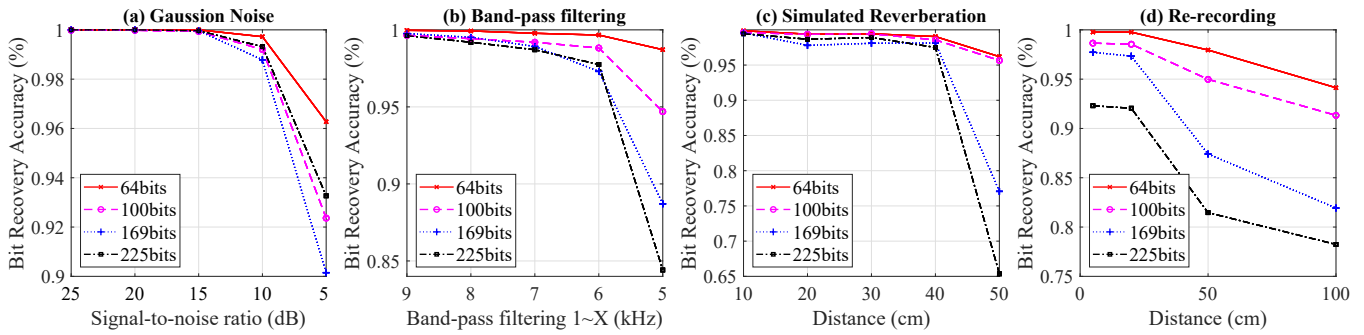 (a) Gaussion Noise
Bit Recovery Accuracy (%)
1
0.98
0.96
0.94
0.92
0.9
64bits
100bits
169bits
225bits
25
20
15
10
5
Signal-to-noise ratio (dB)
(b) Band-pass filtering
Bit Recovery Accuracy (%)
1
0.95
0.9
0.85
64bits
100bits
169bits
225bits
9
8
7
6
5
Band-pass filtering 1~X (kHz)
(c) Simulated Reverberation
Bit Recovery Accuracy (%)
1
0.95
0.9
0.85
0.8
0.75
0.7
0.65
64bits
100bits
169bits
225bits
10
20
30
40
50
Distance (cm)
(d) Re-recording
Bit Recovery Accuracy (%)
1
0.95
0.9
0.85
0.8
0.75
64bits
100bits
169bits
225bits
0
50
100
Distance (cm)